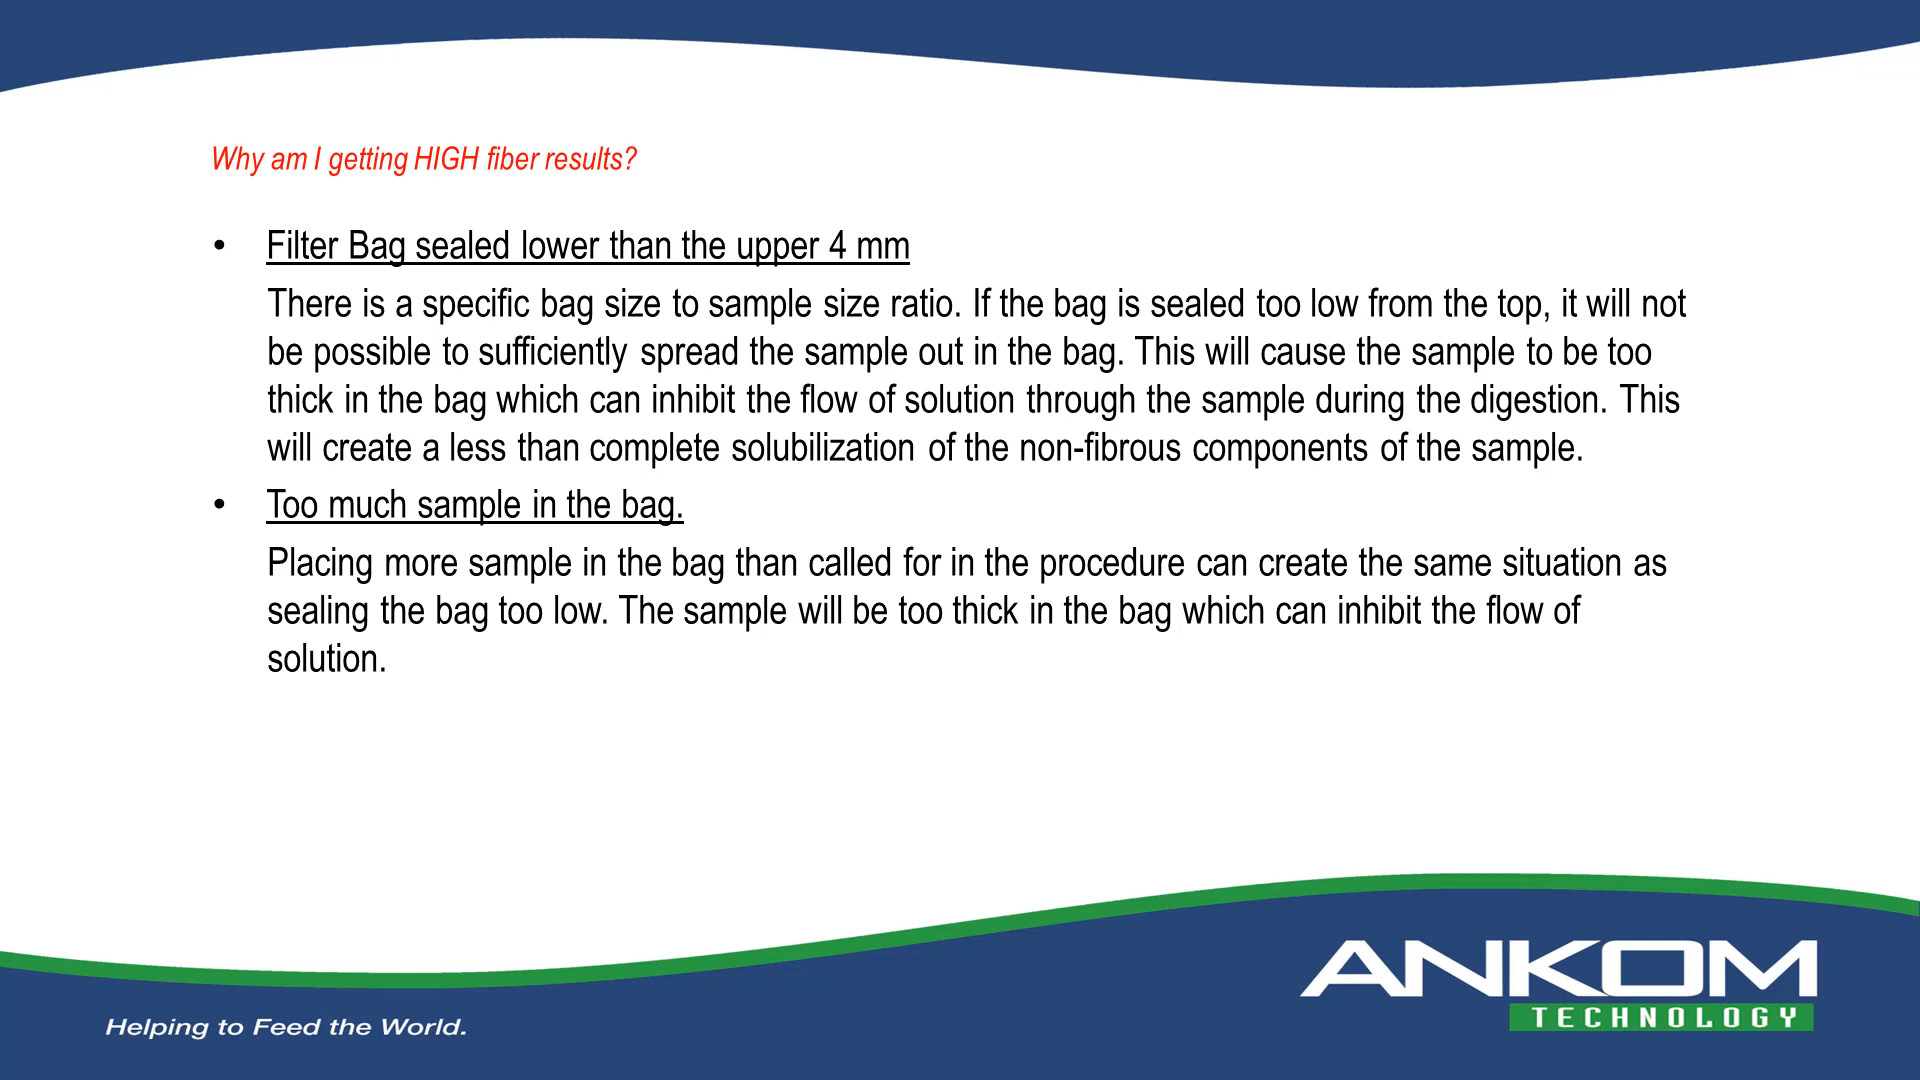 Why am I getting HIGH fiber results?
• Filter Bag sealed lower than the upper 4 mm
There is a specific bag size to sample size ratio. If the bag is sealed too low from the top, it will not
be possible to sufficiently spread the sample out in the bag. This will cause the sample to be too
thick in the bag which can inhibit the flow of solution through the sample during the digestion. This
will create a less than complete solubilization of the non-fibrous components of the sample.
• Too much sample in the bag.
Placing more sample in the bag than called for in the procedure can create the same situation as
sealing the bag too low. The sample will be too thick in the bag which can inhibit the flow of
solution.
ANKOM
TECHNOLOGY
Helping to Feed the World.